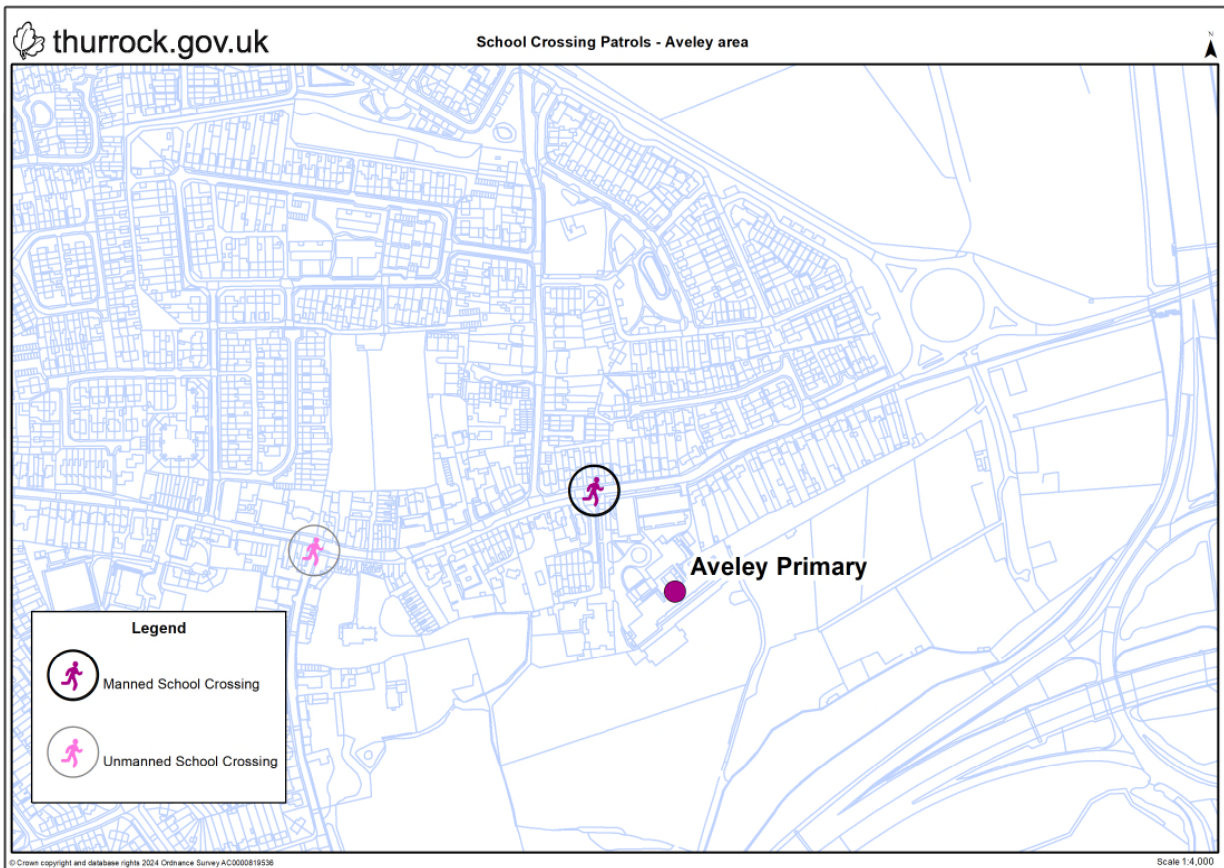 thurrock.gov.uk
School Crossing Patrols - Aveley area
N
Aveley Primary
Legend
Manned School Crossing
Unmanned School Crossing
© Crown copyright and database rights 2024 Ordnance Survey AC0000819536
Scale 1:4,000